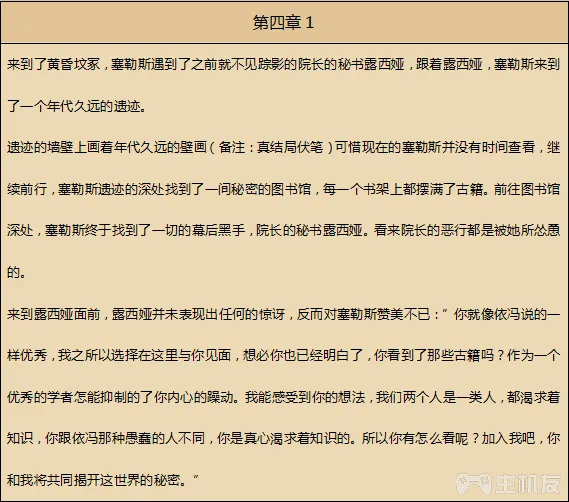 第四章 1
来到了黄昏坟冢，塞勒斯遇到了之前就不见踪影的院长的秘书露西娅，跟着露西娅，塞勒斯来到
了一个年代久远的遗迹。
遗迹的墙壁上画着年代久远的壁画（备注：真结局伏笔）可惜现在的塞勒斯并没有时间查看，继
续前行，塞勒斯遗迹的深处找到了一间秘密的图书馆，每一个书架上都摆满了古籍。前往图书馆
深处，塞勒斯终于找到了一切的幕后黑手，院长的秘书露西娅。看来院长的恶行都是被她所怂恿
的。
来到露西娅面前，露西娅并未表现出任何的惊讶，反而对塞勒斯赞美不已：”你就像依冯说的一
样优秀，我之所以选择在这里与你见面，想必你也已经明白了，你看到了那些古籍吗？作为一个
优秀的学者怎能抑制的了你内心的躁动。我能感受到你的想法，我们两个人是一类人，都渴求着
知识，你跟依冯那种愚蠢的人不同，你是真心渴求着知识的。所以你有怎么看呢？加入我吧，你
和我将共同揭开这世界的秘密。”
主机友